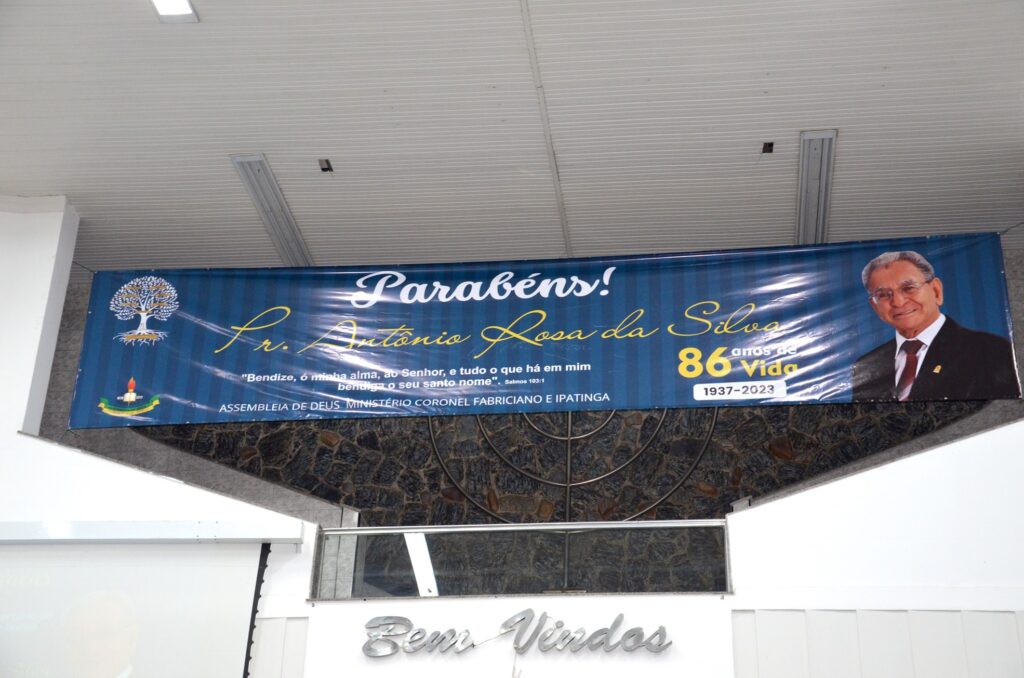 Parabéns!
Pr. Antônio Rosa da Silva
"Bendize, ó minha alma, ao Senhor, e tudo o que há em mim
bendiga o seu santo nome". Salmos 103:1
86 anos de
Vida
1937-2023
ASSEMBLEIA DE DEUS MINISTÉRIO CORONEL FABRICIANO E IPATINGA
Bem Vindos